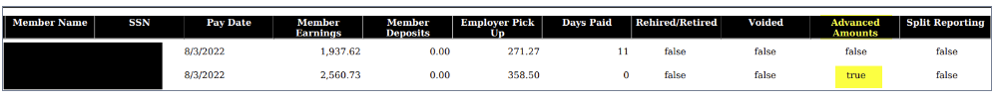 Member Name SSN Pay Date Member Earnings Member Deposits Employer Pick Up Days Paid Rehired/Retired Voided Advanced Amounts Split Reporting
8/3/2022 1,937.62 0.00 271.27 11 false false false false
8/3/2022 2,560.73 0.00 358.50 0 false false true false